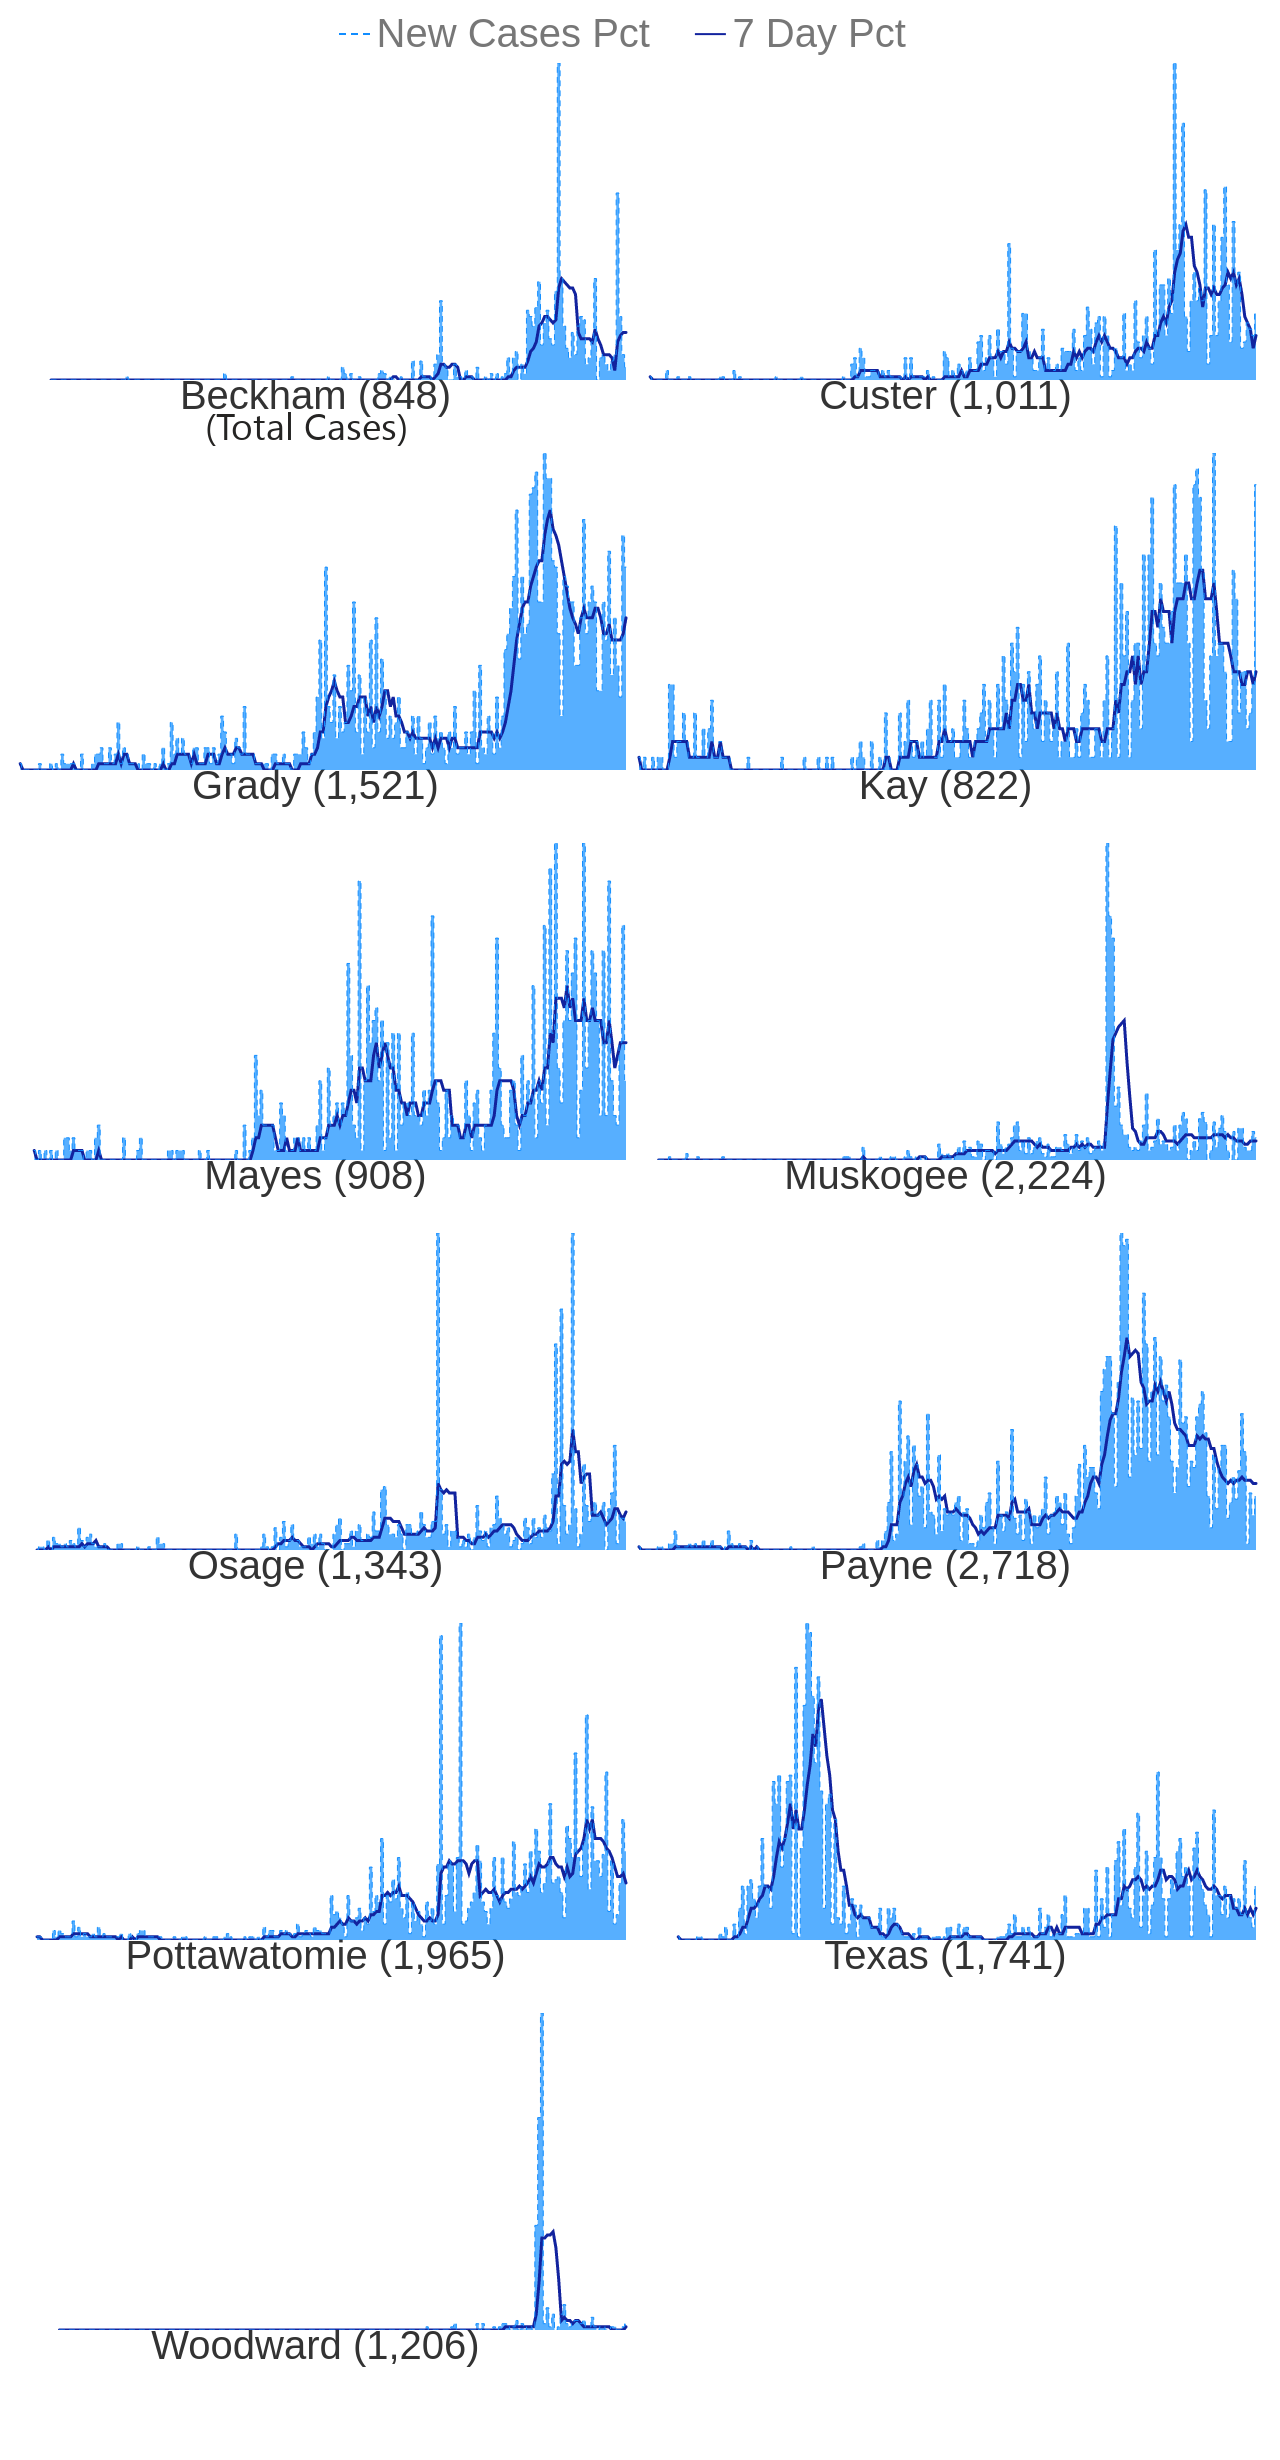 New Cases Pct 7 Day Pct
Beckham (848) Custer (1,011)
(Total Cases)
Grady (1,521) Kay (822)
Mayes (908) Muskogee (2,224)
Osage (1,343) Payne (2,718)
Pottawatomie (1,965) Texas (1,741)
Woodward (1,206)